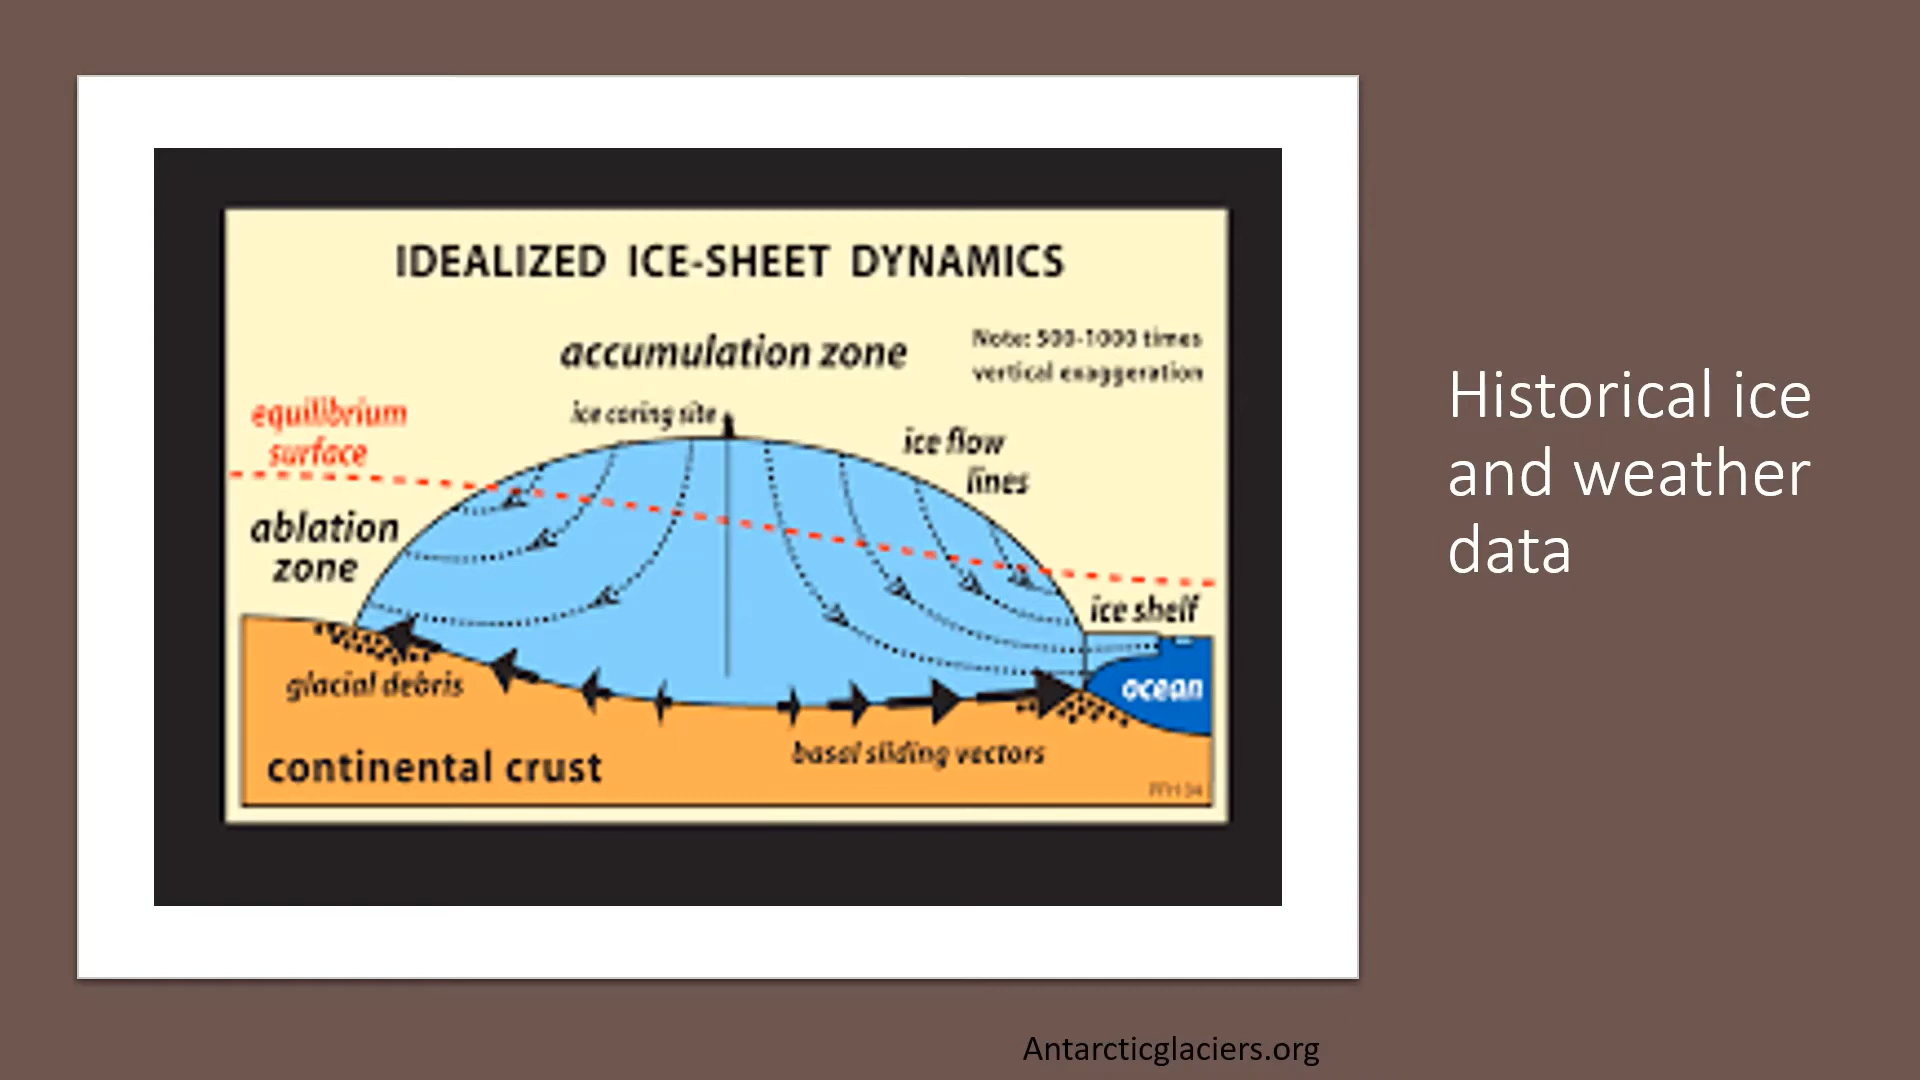 IDEALIZED ICE-SHEET DYNAMICS
accumulation zone
Note: 500-1000 times
vertical exaggeration
equilibrium
surface
ice coring site
ice flow
lines
ablation
zone
ice shelf
glacial debris
ocean
basal sliding vectors
continental crust
Historical ice
and weather
data
Antarcticglaciers.org